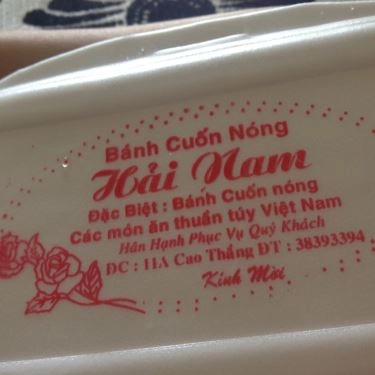 Bánh Cuốn Nóng
Hải Nam
Đặc Biệt : Bánh Cuốn nóng
Các món ăn thuần túy Việt Nam
Hân Hạnh Phục Vụ Quý Khách
ĐC : 11A Cao Thắng ĐT : 38393394
Kính Mời